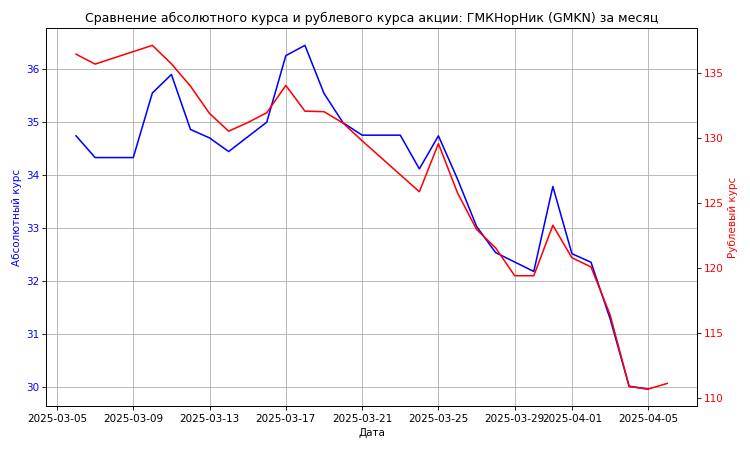 Сравнение абсолютного курса и рублевого курса акции: ГМКНорНик (GMKN) за месяц
36
35
34
33
32
31
30
Абсолютный курс
135
130
125
120
115
110
Рублевый курс
2025-03-05 2025-03-09 2025-03-13 2025-03-17 2025-03-21 2025-03-25 2025-03-29 2025-04-01 2025-04-05
Дата